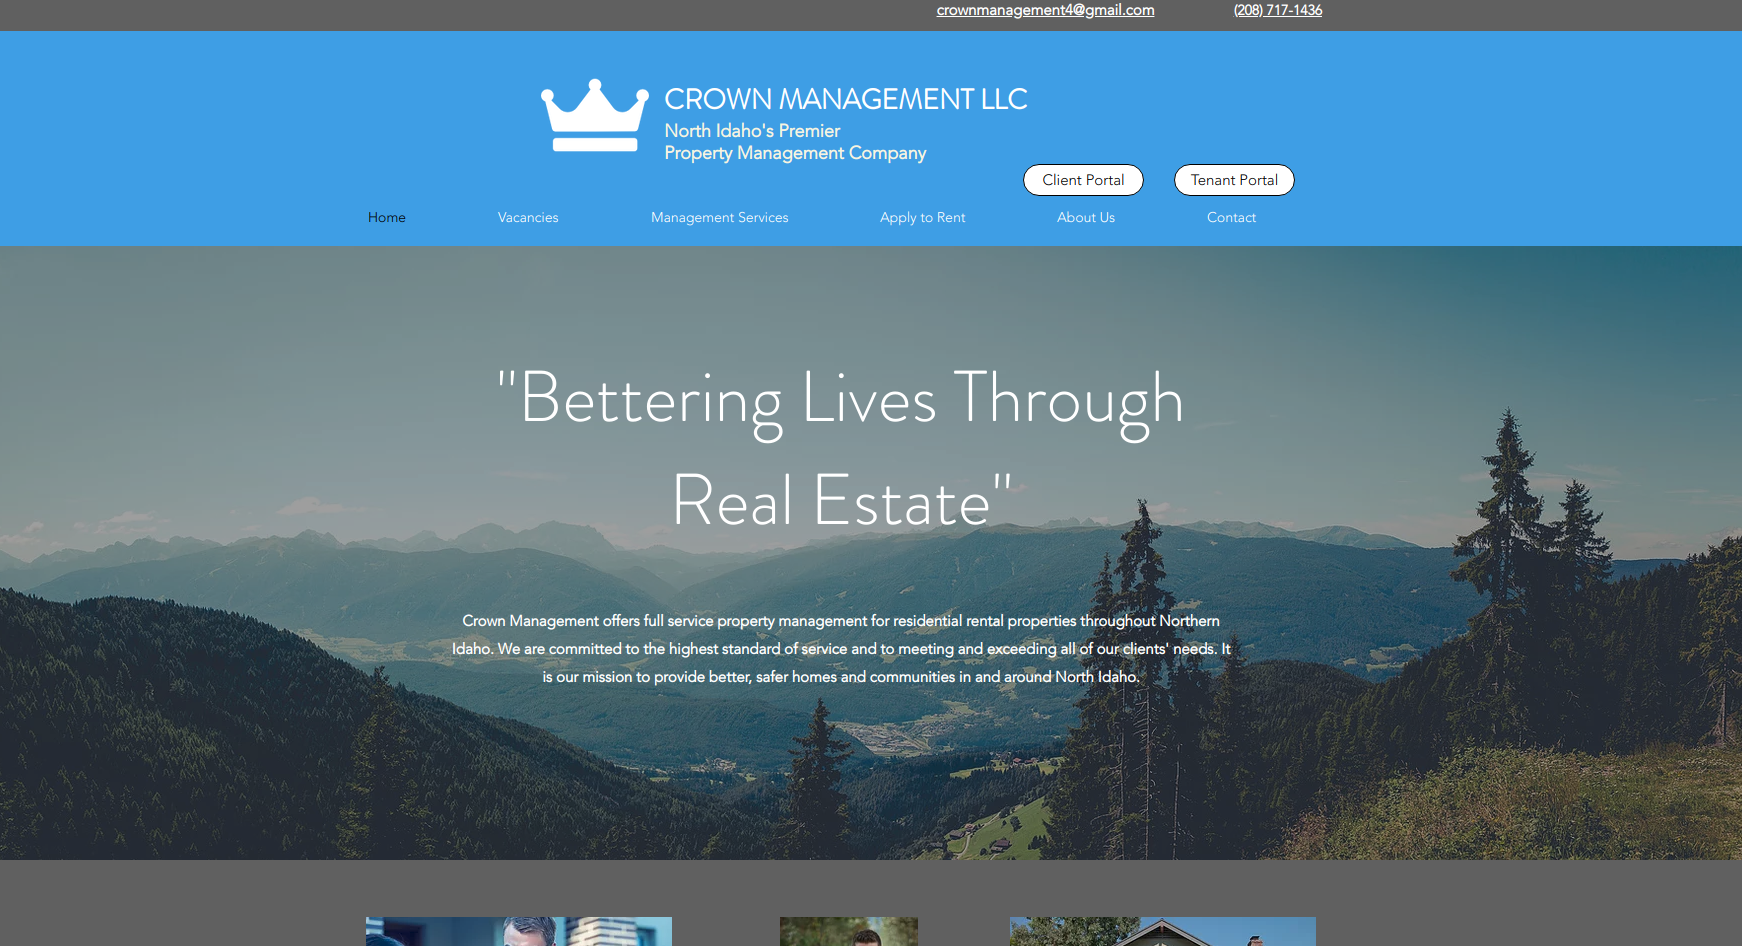 crownmanagement4@gmail.com
(208) 717-1436
CROWN MANAGEMENT LLC
North Idaho's Premier
Property Management Company
Client Portal
Tenant Portal
Home
Vacancies
Management Services
Apply to Rent
About Us
Contact
"Bettering Lives Through
Real Estate"
Crown Management offers full service property management for residential rental properties throughout Northern
Idaho. We are committed to the highest standard of service and to meeting and exceeding all of our clients' needs. It
is our mission to provide better, safer homes and communities in and around North Idaho.